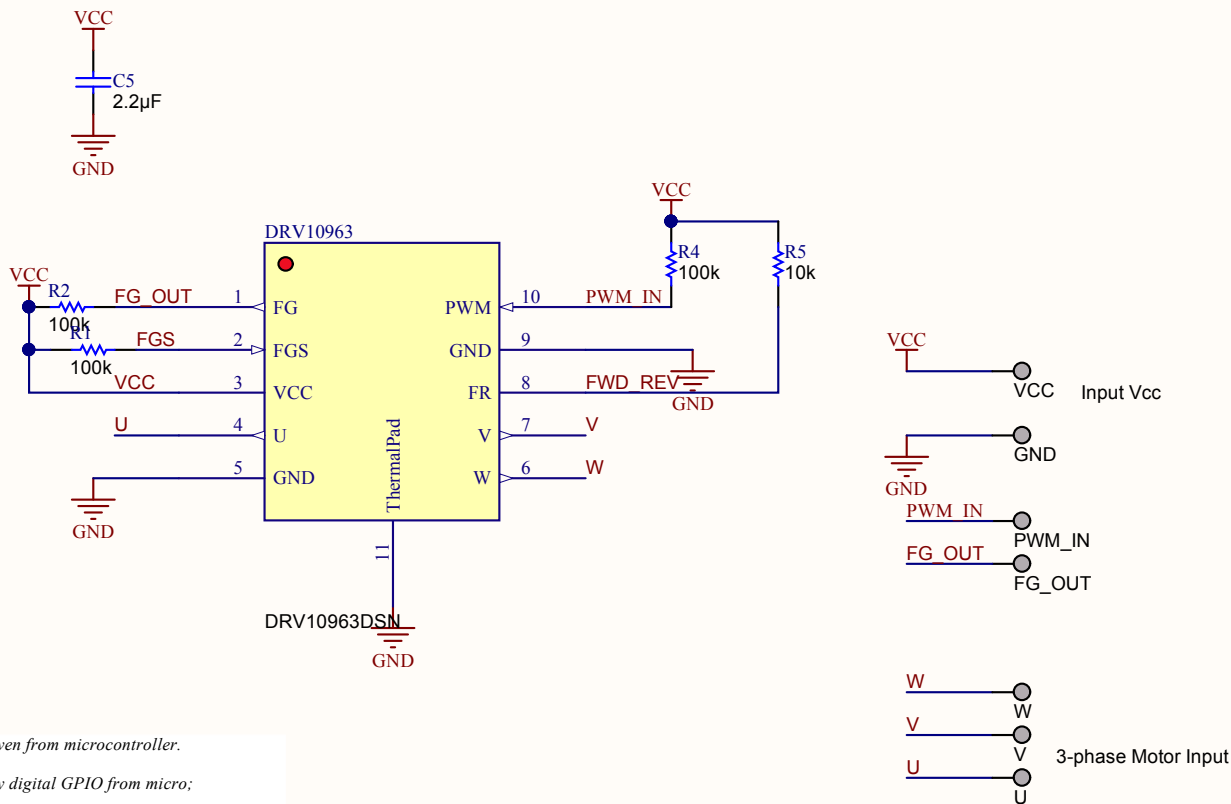 VCC
C5
2.2µF
GND
DRV10963
VCC
R2
100k
R1
100k
FG_OUT
FGS
VCC
U
GND
1
2
3
4
5
FG
FGS
VCC
U
GND
ThermalPad
11
GND
DRV10963DSN
PWM
GND
FR
V
W
10
9
8
7
6
PWM_IN
FWD_REV
V
W
GND
VCC
R4
100k
R5
10k
VCC
VCC
Input Vcc
GND
GND
PWM_IN
PWM_IN
FG_OUT
FG_OUT
W
W
V
V
3-phase Motor Input
U
U
ven from microcontroller.
digital GPIO from micro;